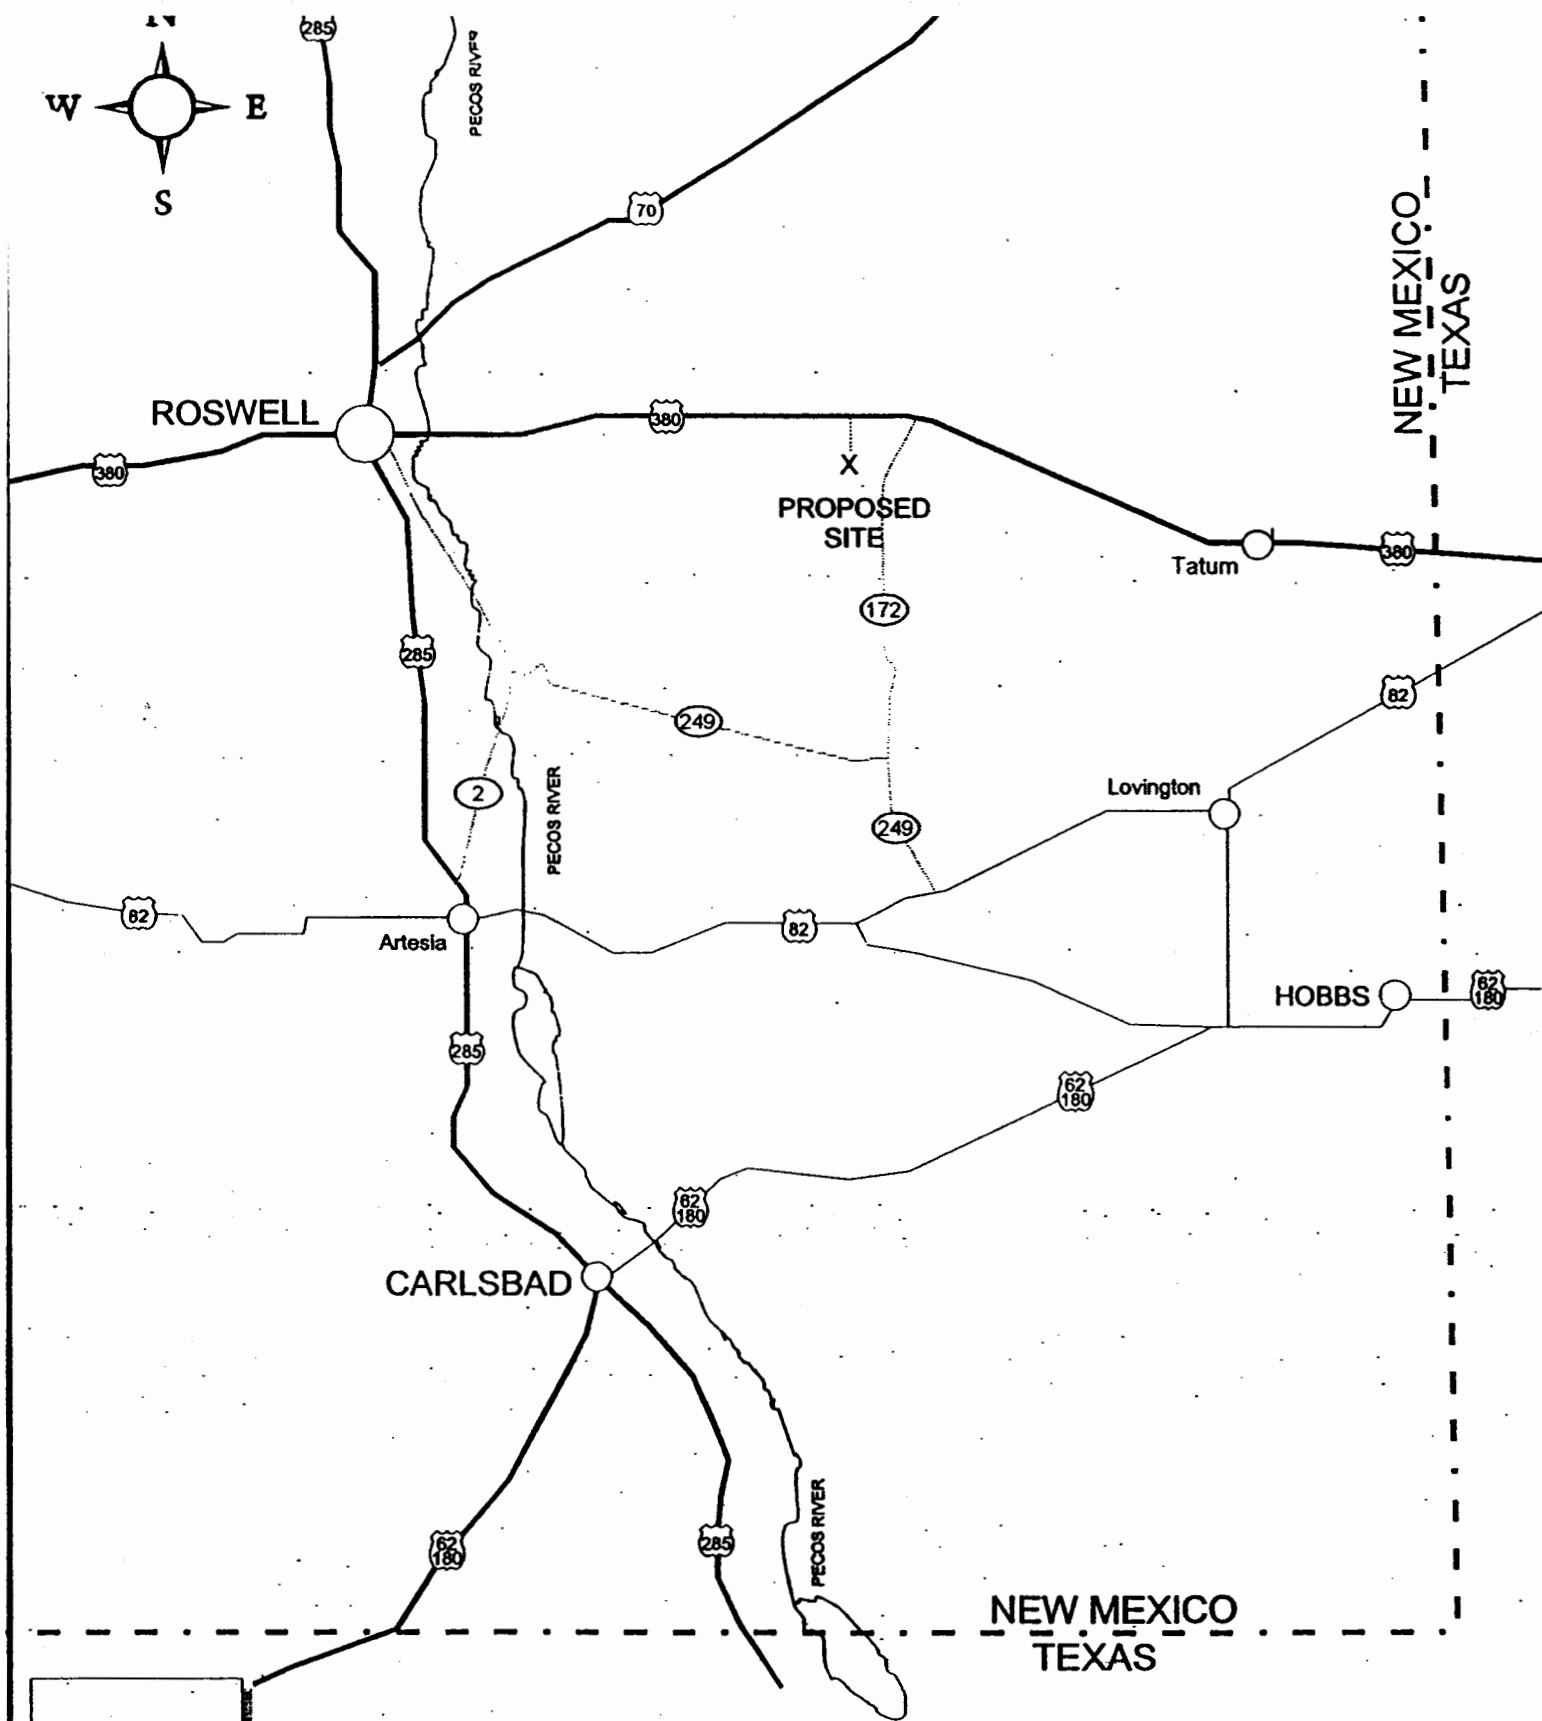 N
285
PECOS RIVER
W
E
S
70
NEW MEXICO
TEXAS
ROSWELL
380
380
X
PROPOSED
SITE
Tatum
380
172
285
82
249
2
PECOS RIVER
Lovington
249
82
82
Artesia
HOBBS
62
180
285
62
180
62
180
CARLSBAD
62
180
285
PECOS RIVER
NEW MEXICO
TEXAS